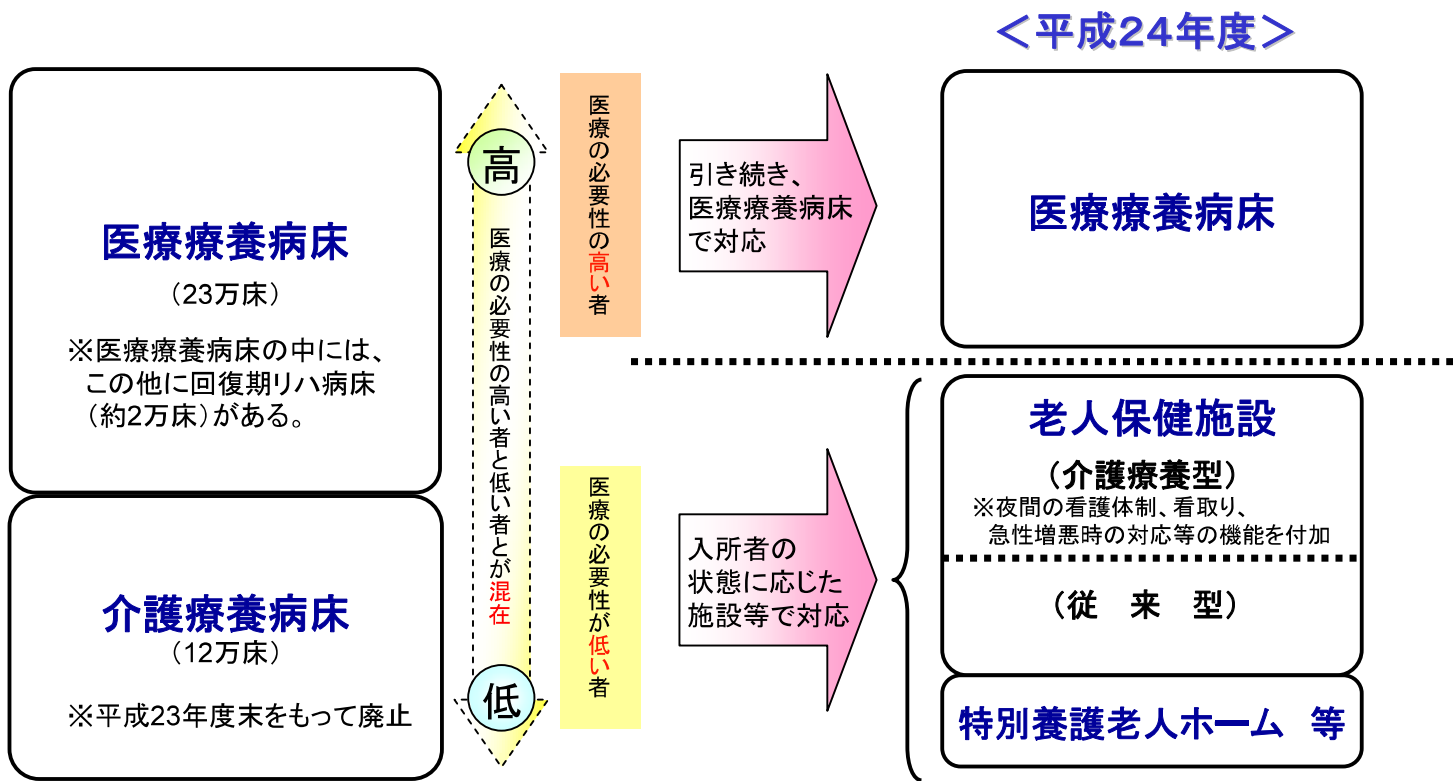 ＜平成24年度＞
医療療養病床
（23万床）
※医療療養病床の中には、
この他に回復期リハ病床
（約2万床）がある。
介護療養病床
（12万床）
※平成23年度末をもって廃止
高
医療の必要性の高い者と低い者とが混在
低
医療の必要性の高い者
医療の必要性が低い者
引き続き、
医療療養病床
で対応
入所者の
状態に応じた
施設等で対応
医療療養病床
老人保健施設
（介護療養型）
※夜間の看護体制、看取り、
急性増悪時の対応等の機能を付加
（従　来　型）
特別養護老人ホーム　等